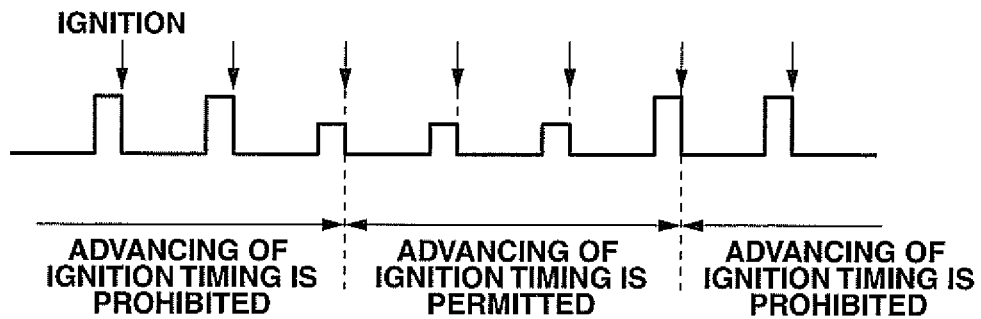 IGNITION
ADVANCING OF
IGNITION TIMING IS
PROHIBITED
ADVANCING OF
IGNITION TIMING IS
PERMITTED
ADVANCING OF
IGNITION TIMING IS
PROHIBITED